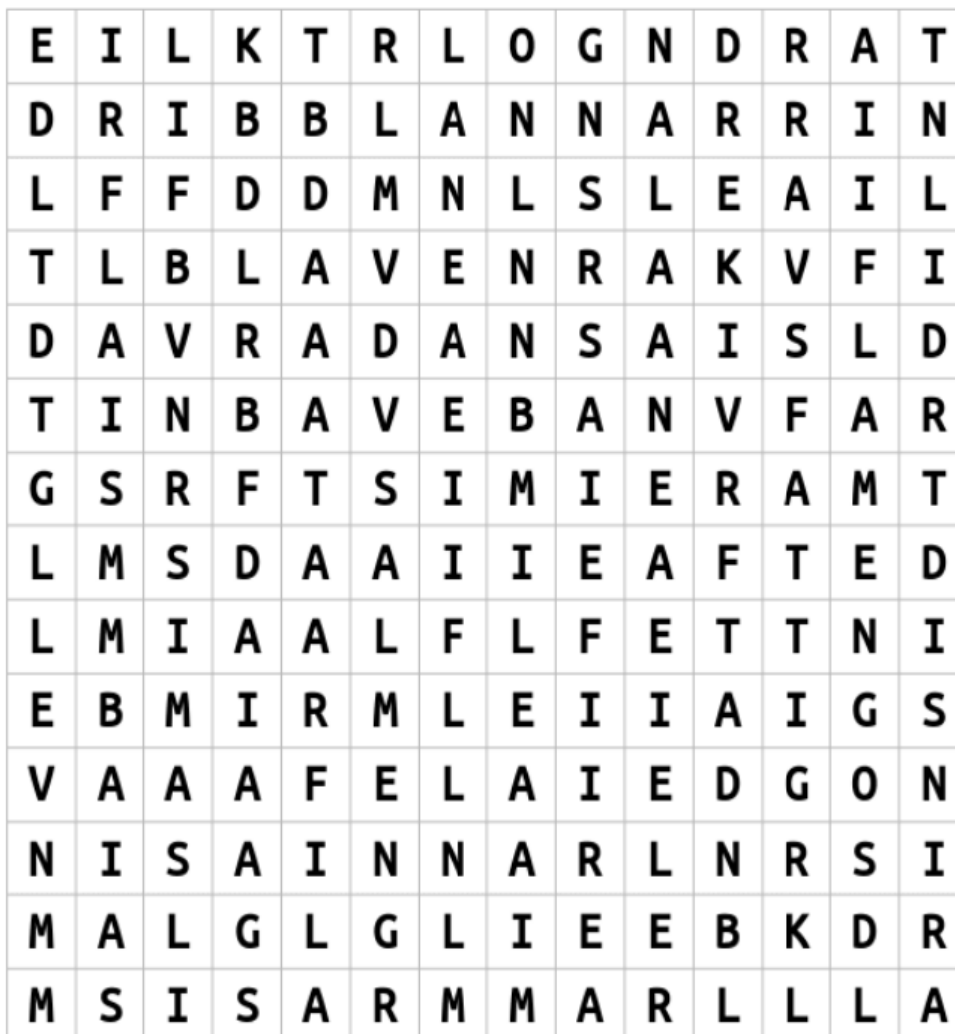 E I L K T R L O G N D R A T
D R I B B L A N N A R R I N
L F F D D M N L S L E A I L
T L B L A V E N R A K V F I
D A V R A D A N S A I S L D
T I N B A V E B A N V F A R
G S R F T S I M I E R A M T
L M S D A A I I E A F T E D
L M I A A L F L F E T T N I
E B M I R M L E I I A I G S
V A A A F E L A I E D G O N
N I S A I N N A R L N R S I
M A L G L G L I E E B K D R
M S I S A R M M A R L L L A